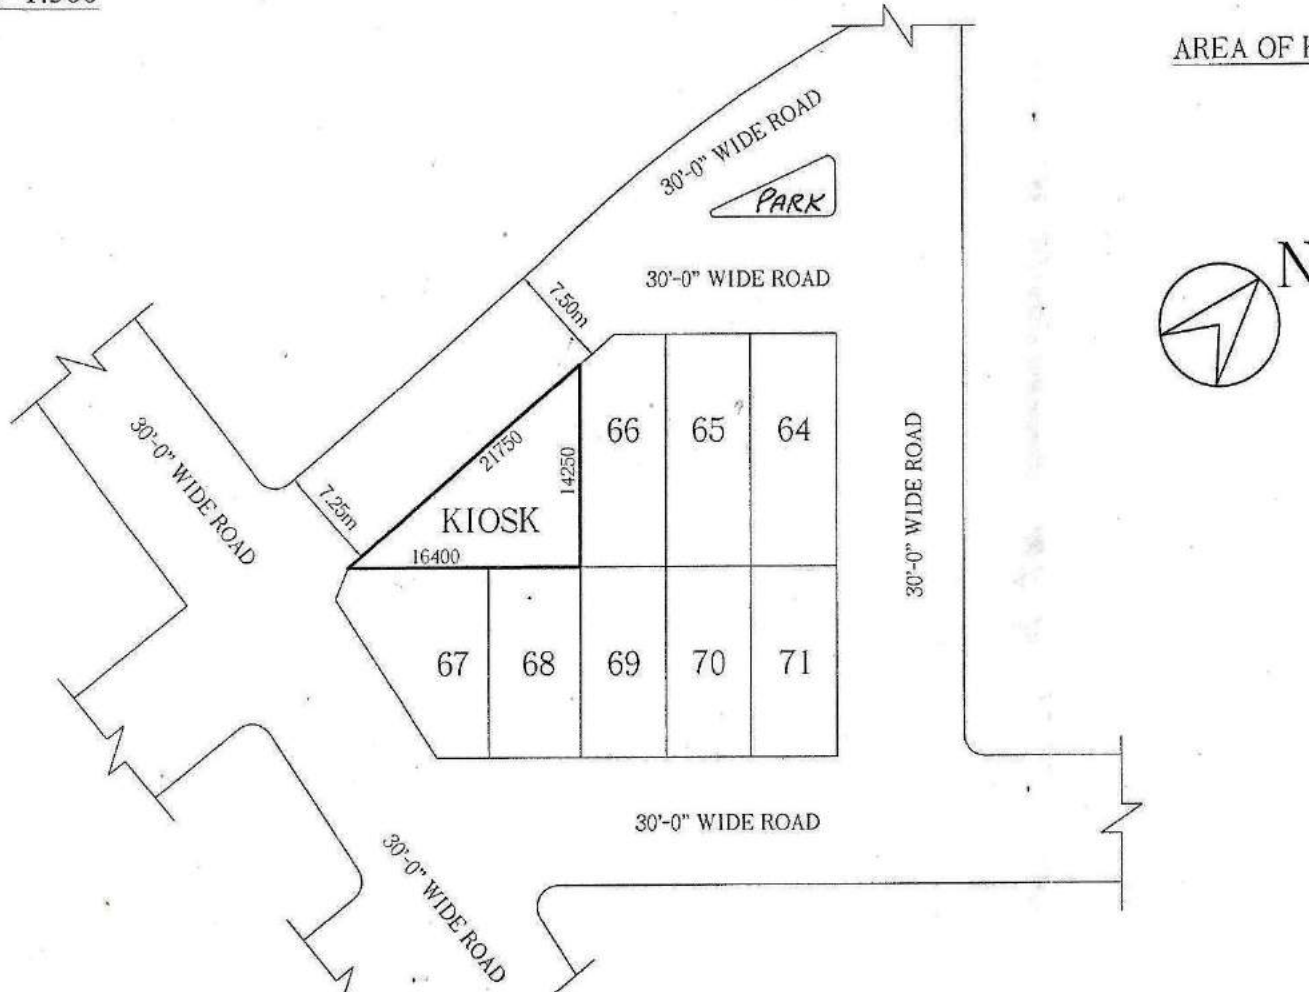 1:500
AREA OF
30'-0" WIDE ROAD
PARK
N
30'-0" WIDE ROAD
7.50m
30'-0" WIDE ROAD
66
65
64
21750
14250
30'-0" WIDE ROAD
7.25m
KIOSK
16400
67
68
69
70
71
30'-0" WIDE ROAD
30'-0" WIDE ROAD